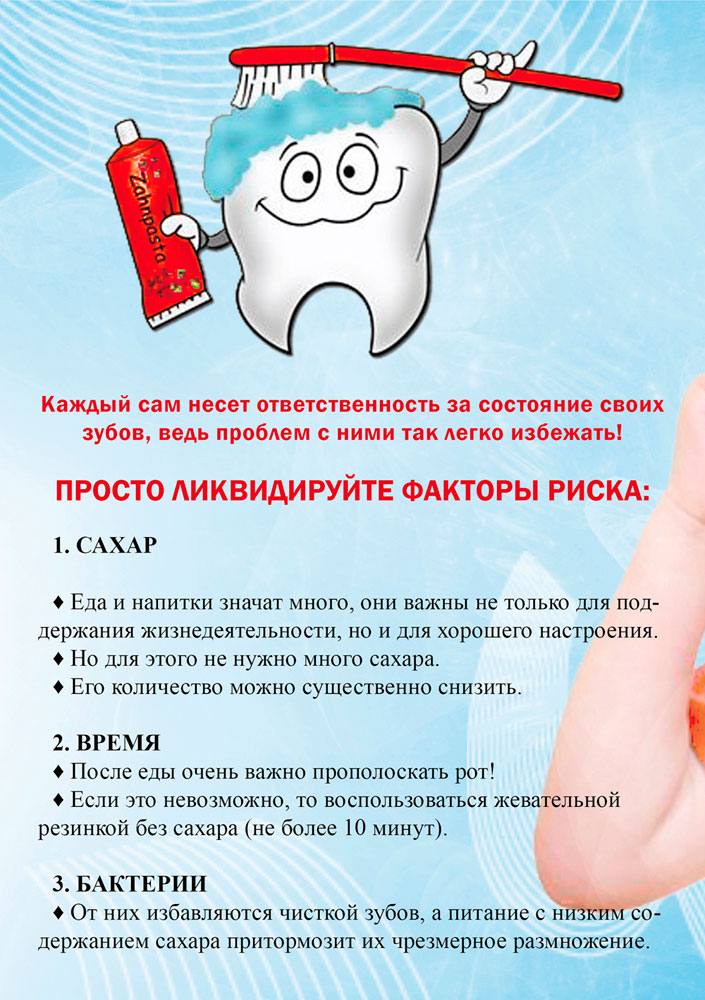 Zahnpasta
Каждый сам несет ответственность за состояние своих
зубов, ведь проблем с ними так легко избежать!
ПРОСТО ЛИКВИДИРУЙТЕ ФАКТОРЫ РИСКА:
1. САХАР
♦ Еда и напитки значат много, они важны не только для под-
держания жизнедеятельности, но и для хорошего настроения.
♦ Но для этого не нужно много сахара.
♦ Его количество можно существенно снизить.
2. ВРЕМЯ
♦ После еды очень важно прополоскать рот!
♦ Если это невозможно, то воспользоваться жевательной
резинкой без сахара (не более 10 минут).
3. БАКТЕРИИ
♦ От них избавляются чисткой зубов, а питание с низким со-
держанием сахара притормозит их чрезмерное размножение.